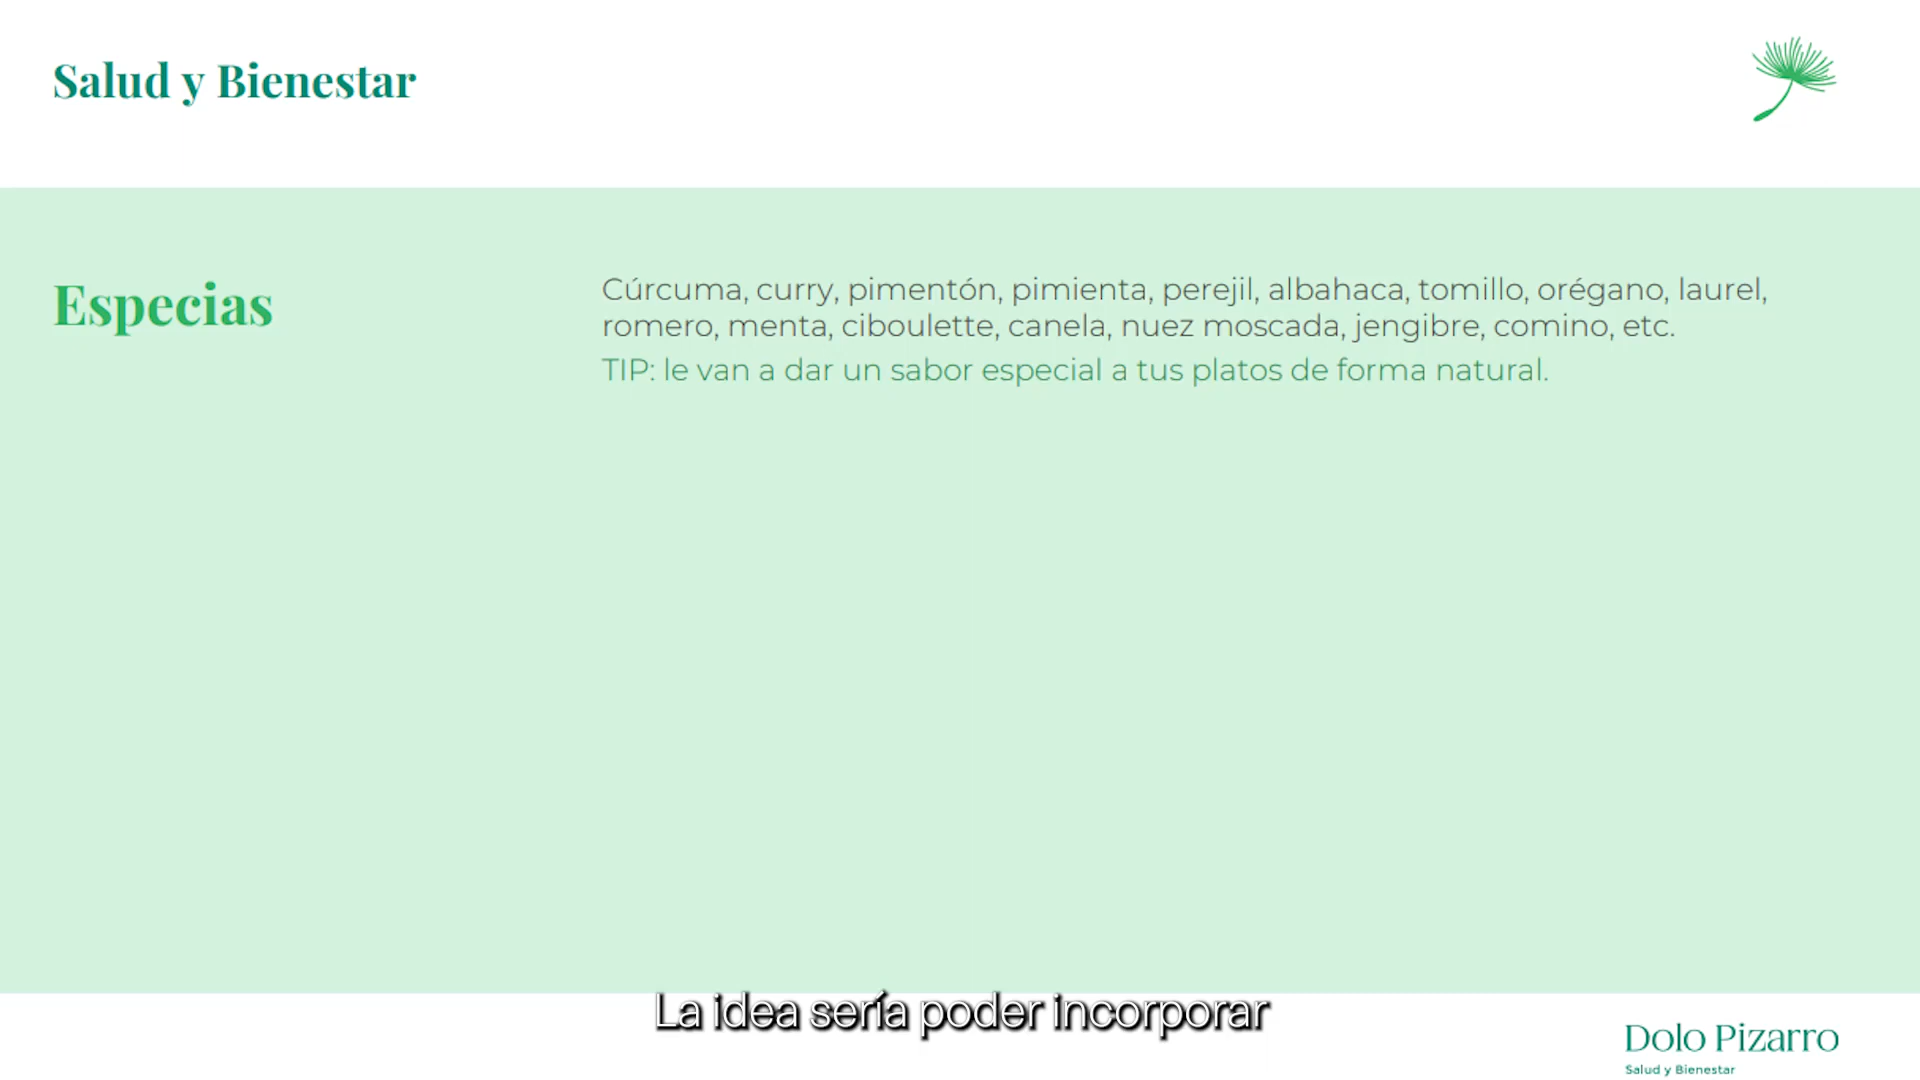 Salud y Bienestar
Especias
Cúrcuma, curry, pimentón, pimienta, perejil, albahaca, tomillo, orégano, laurel,
romero, menta, ciboulette, canela, nuez moscada, jengibre, comino, etc.
TIP: le van a dar un sabor especial a tus platos de forma natural.
La idea sería poder incorporar
Dolo Pizarro
Salud y Bienestar